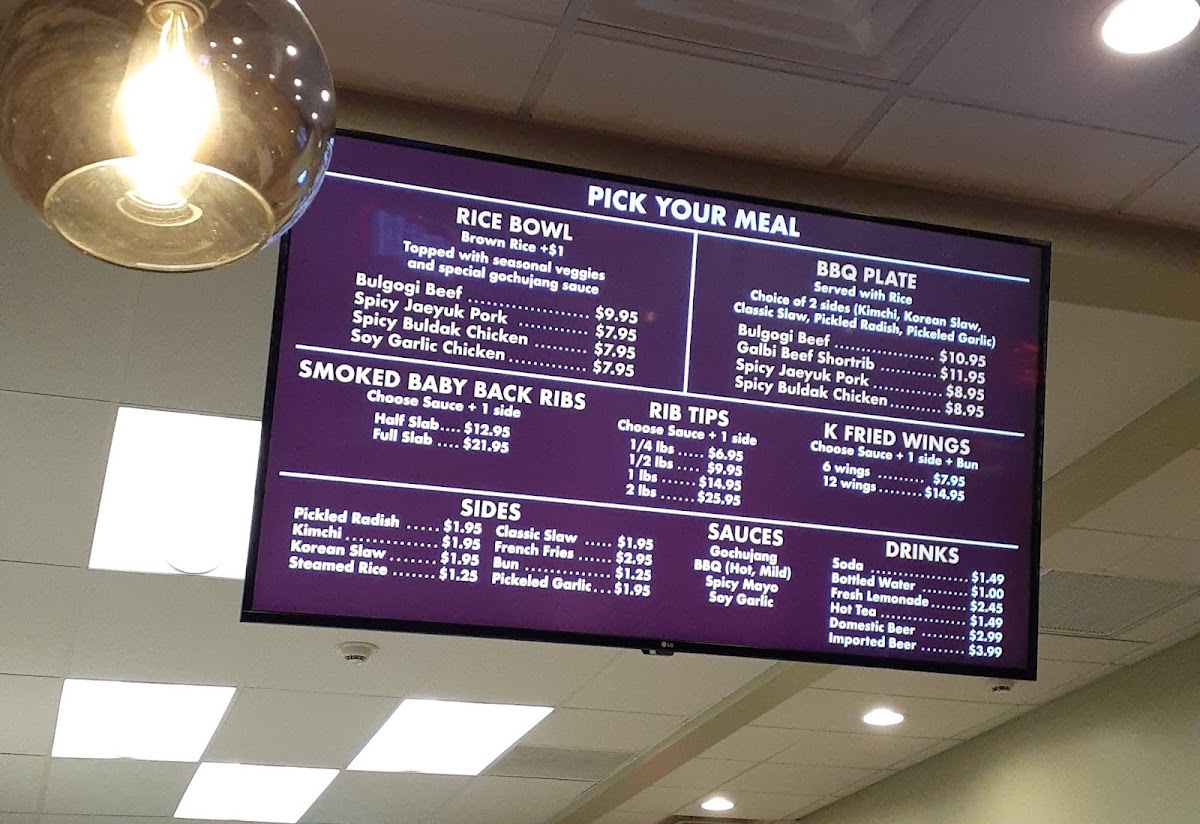 PICK YOUR MEAL
RICE BOWL
Brown Rice +$1
Topped with seasonal veggies
and special gochujang sauce
Bulgogi Beef .................. $9.95
Spicy Jaeyuk Pork ........... $7.95
Spicy Buldak Chicken ......... $7.95
Soy Garlic Chicken ............ $7.95
BBQ PLATE
Served with Rice
Choice of 2 sides (Kimchi, Korean Slaw,
Classic Slaw, Pickled Radish, Pickeled Garlic)
Bulgogi Beef .................. $10.95
Galbi Beef Shortrib ......... $11.95
Spicy Jaeyuk Pork ............ $8.95
Spicy Buldak Chicken.......... $8.95
SMOKED BABY BACK RIBS
Choose Sauce + 1 side
Half Slab.... $12.95
Full Slab .... $21.95
RIB TIPS
Choose Sauce + 1 side
1/4 lbs ..... $6.95
1/2 lbs ..... $9.95
1 lbs ...... $14.95
2 lbs ...... $25.95
K FRIED WINGS
Choose Sauce + 1 side + Bun
6 wings ......... $7.95
12 wings........ $14.95
SIDES
Pickled Radish ...... $1.95
Kimchi ................ $1.95
Korean Slaw ......... $1.95
Steamed Rice ........ $1.25
Classic Slaw ..... $1.95
French Fries ..... $2.95
Bun ................ $1.25
Pickeled Garlic... $1.95
SAUCES
Gochujang
BBQ (Hot, Mild)
Spicy Mayo
Soy Garlic
DRINKS
Soda .................... $1.49
Bottled Water ......... $1.00
Fresh Lemonade....... $2.45
Hot Tea ................. $1.49
Domestic Beer ........ $2.99
Imported Beer ........ $3.99
LG